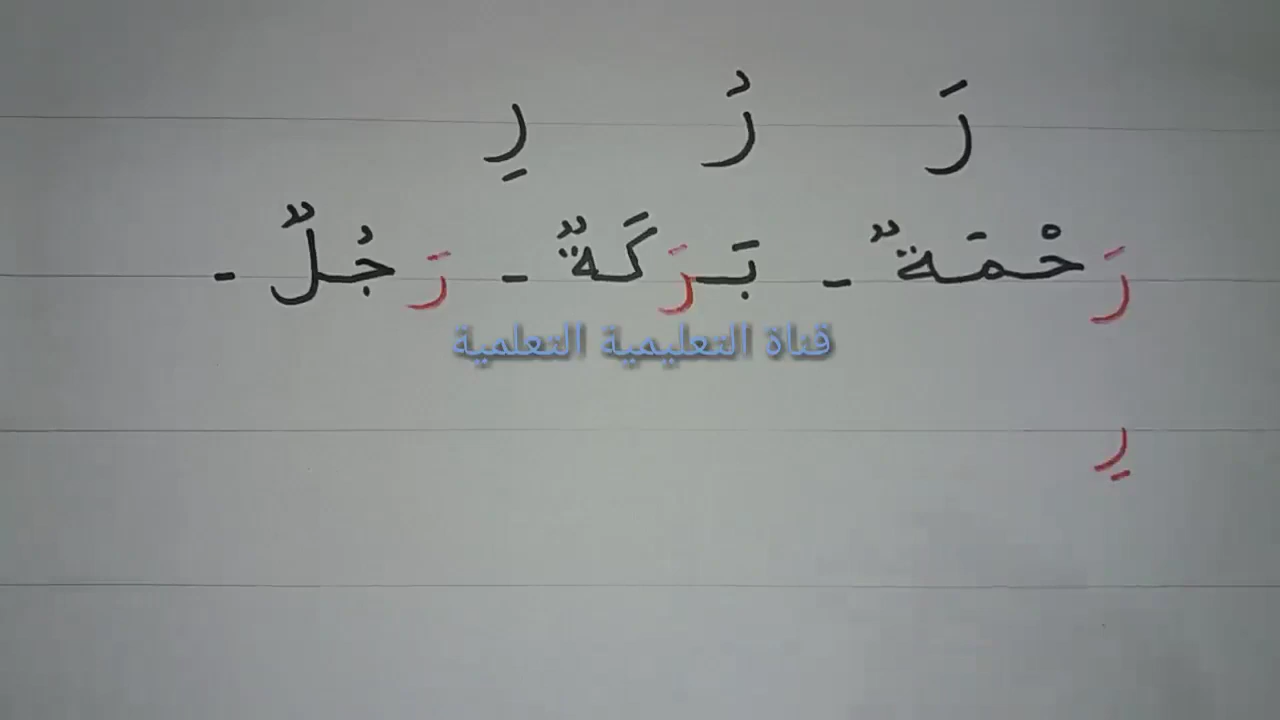 رَ رُ رِ
رَحْمَةٌ - بَرَكَةٌ - رَجُلٌ -
قناة التعليمية التعلمية
رِ